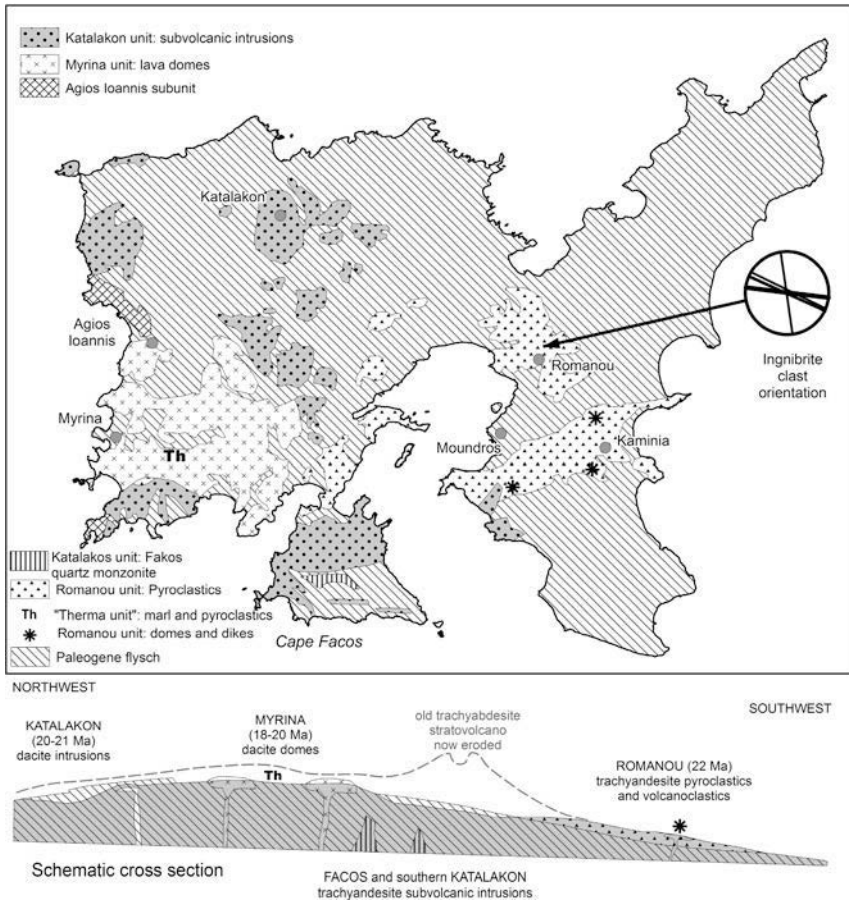 Katalakon unit: subvolcanic intrusions
Myrina unit: lava domes
Agios Ioannis subunit
Katalakon
Agios
Ioannis
Romanou
Ingnibrite
clast
orientation
Myrina
Th
Moundros
Kaminia
Katalakos unit: Fakos
quartz monzonite
Romanou unit: Pyroclastics
Th "Therma unit": marl and pyroclastics
Romanou unit: domes and dikes
Cape Facos
Paleogene flysch
NORTHWEST
SOUTHWEST
KATALAKON
(20-21 Ma)
dacite intrusions
MYRINA
(18-20 Ma)
dacite domes
Th
old trachyabdesite
stratovolcano
now eroded
ROMANOU (22 Ma)
trachyandesite pyroclastics
and volcanoclastics
Schematic cross section
FACOS and southern KATALAKON
trachyandesite subvolcanic intrusions